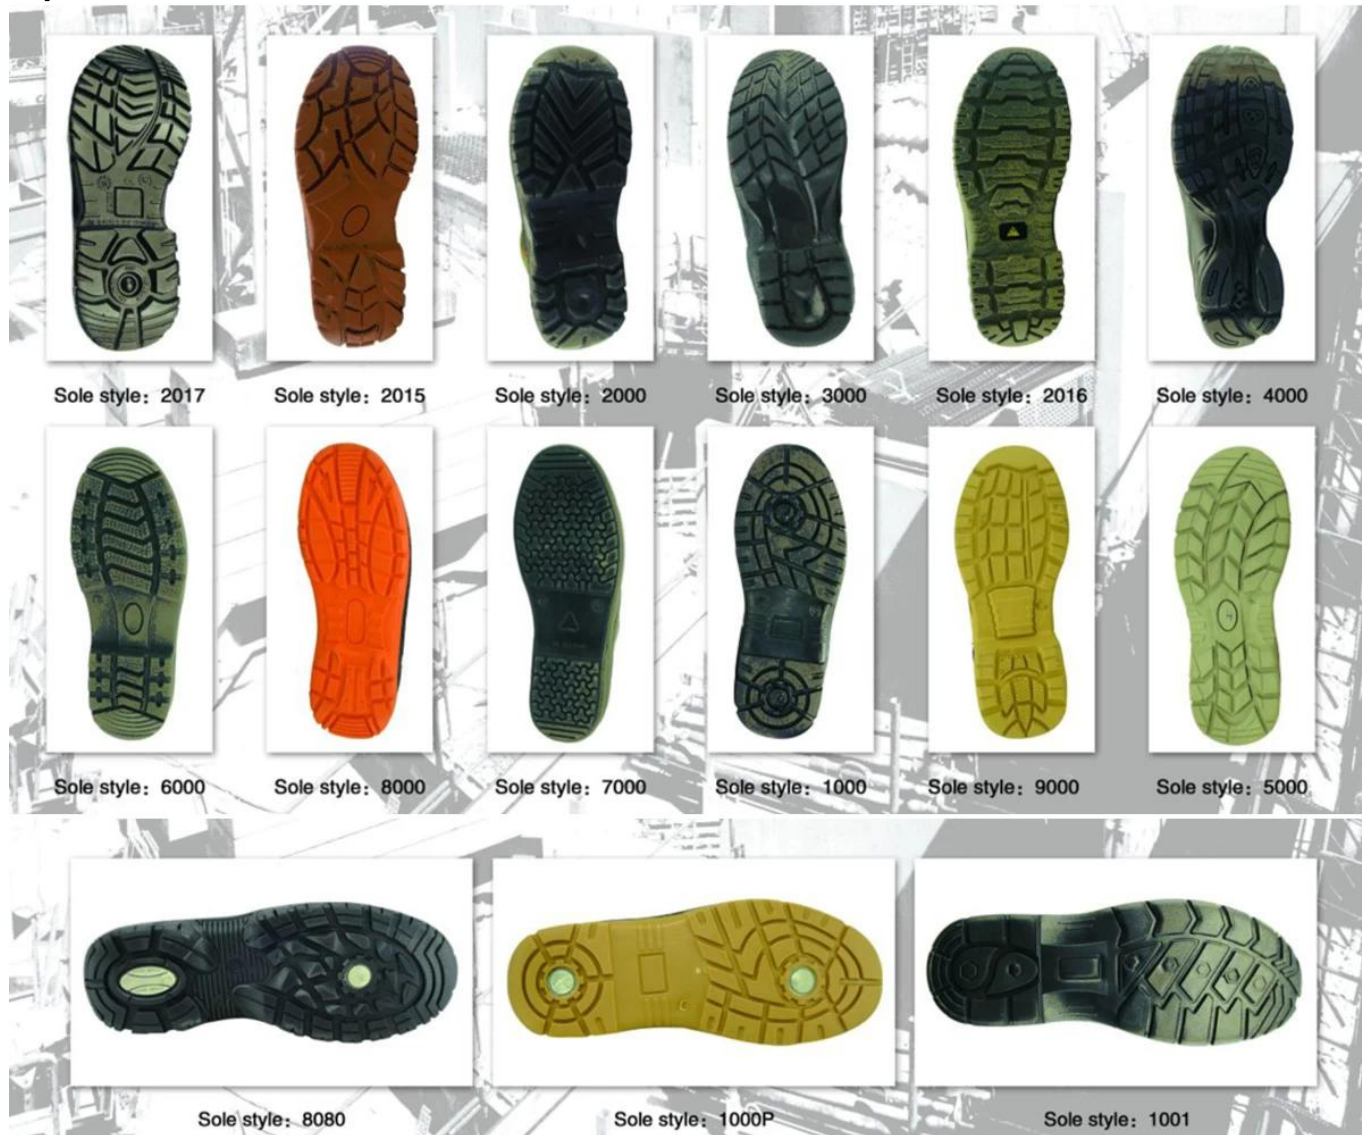 Sole style：2017
Sole style：2015
Sole style：2000
Sole style：3000
Sole style：2016
Sole style：4000
Sole style：6000
Sole style：8000
Sole style：7000
Sole style：1000
Sole style：9000
Sole style：5000
Sole style：8080
Sole style：1000P
Sole style：1001